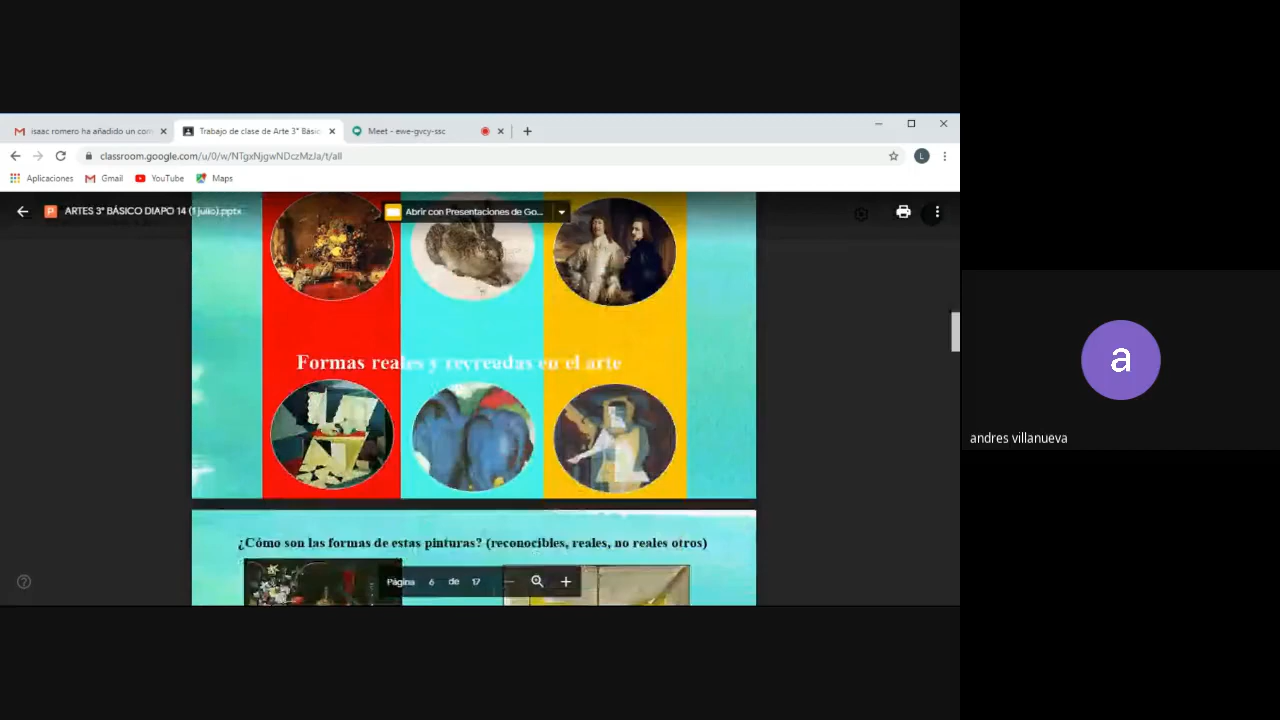 isaac romero ha añadido un com
Trabajo de clase de Arte 3° Básic
Meet - ewe-gvcy-ssc
classroom.google.com/u/0/w/NTgxNjgwNDczMzJa/t/all
L
Aplicaciones
Gmail
YouTube
Maps
ARTES 3° BÁSICO DIAPO 14 (1 julio).pptx
Abrir con Presentaciones de Go...
Formas reales y recreadas en el arte
¿Cómo son las formas de estas pinturas? (reconocibles, reales, no reales otros)
Página 6 de 17
a
andres villanueva